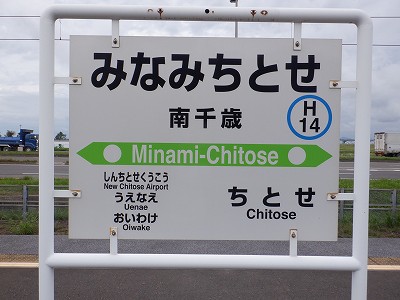 みなみちとせ
南千歳
H
14
Minami-Chitose
しんちとせくうこう
New Chitose Airport
うえなえ
Uenae
おいわけ
Oiwake
ちとせ
Chitose